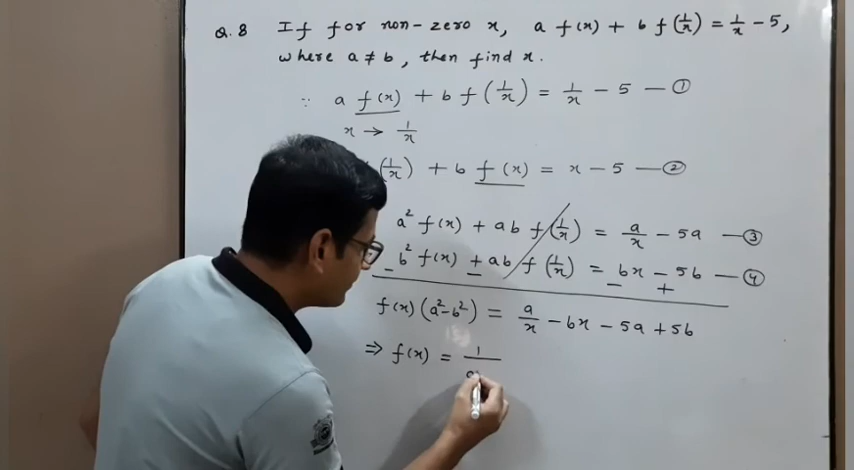 Q. 8 If for non-zero x, a f(x) + b f(1/x) = 1/x - 5,
where a ≠ b, then find x.
∵ a f(x) + b f(1/x) = 1/x - 5 — ①
x → 1/x
(1/x) + b f(x) = x - 5 — ②
a² f(x) + ab f(1/x) = a/x - 5a — ③
b² f(x) + ab f(1/x) = bx - 5b — ④
- - - +
f(x) (a² - b²) = a/x - bx - 5a + 5b
⇒ f(x) = 1/